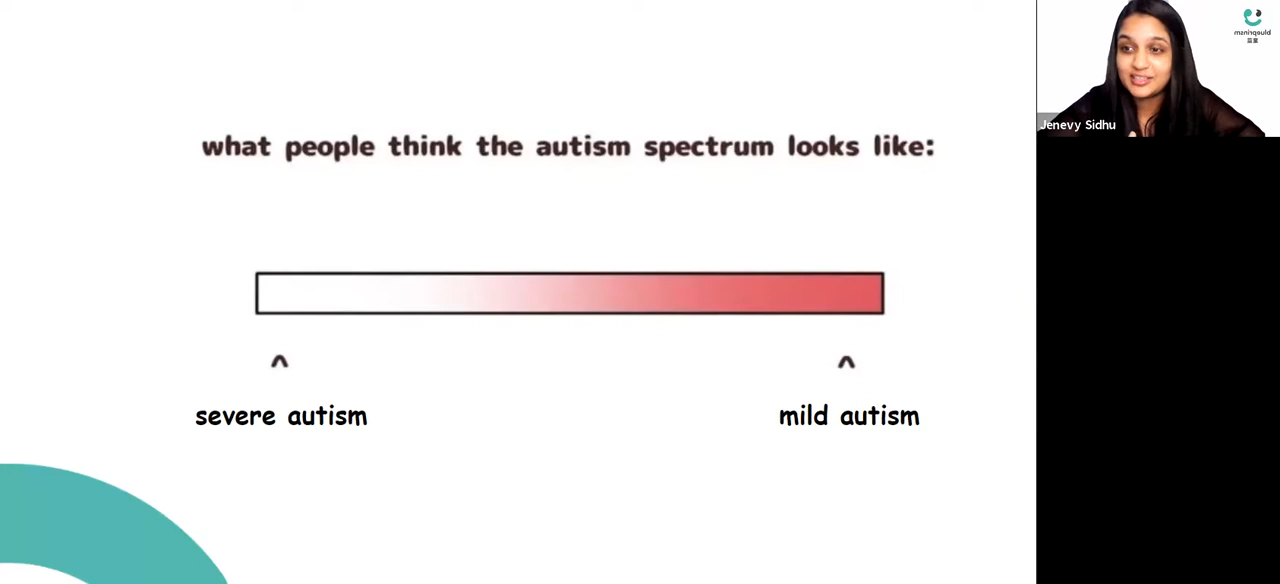 what people think the autism spectrum looks like:
^ ^
severe autism mild autism
Jenevy Sidhu